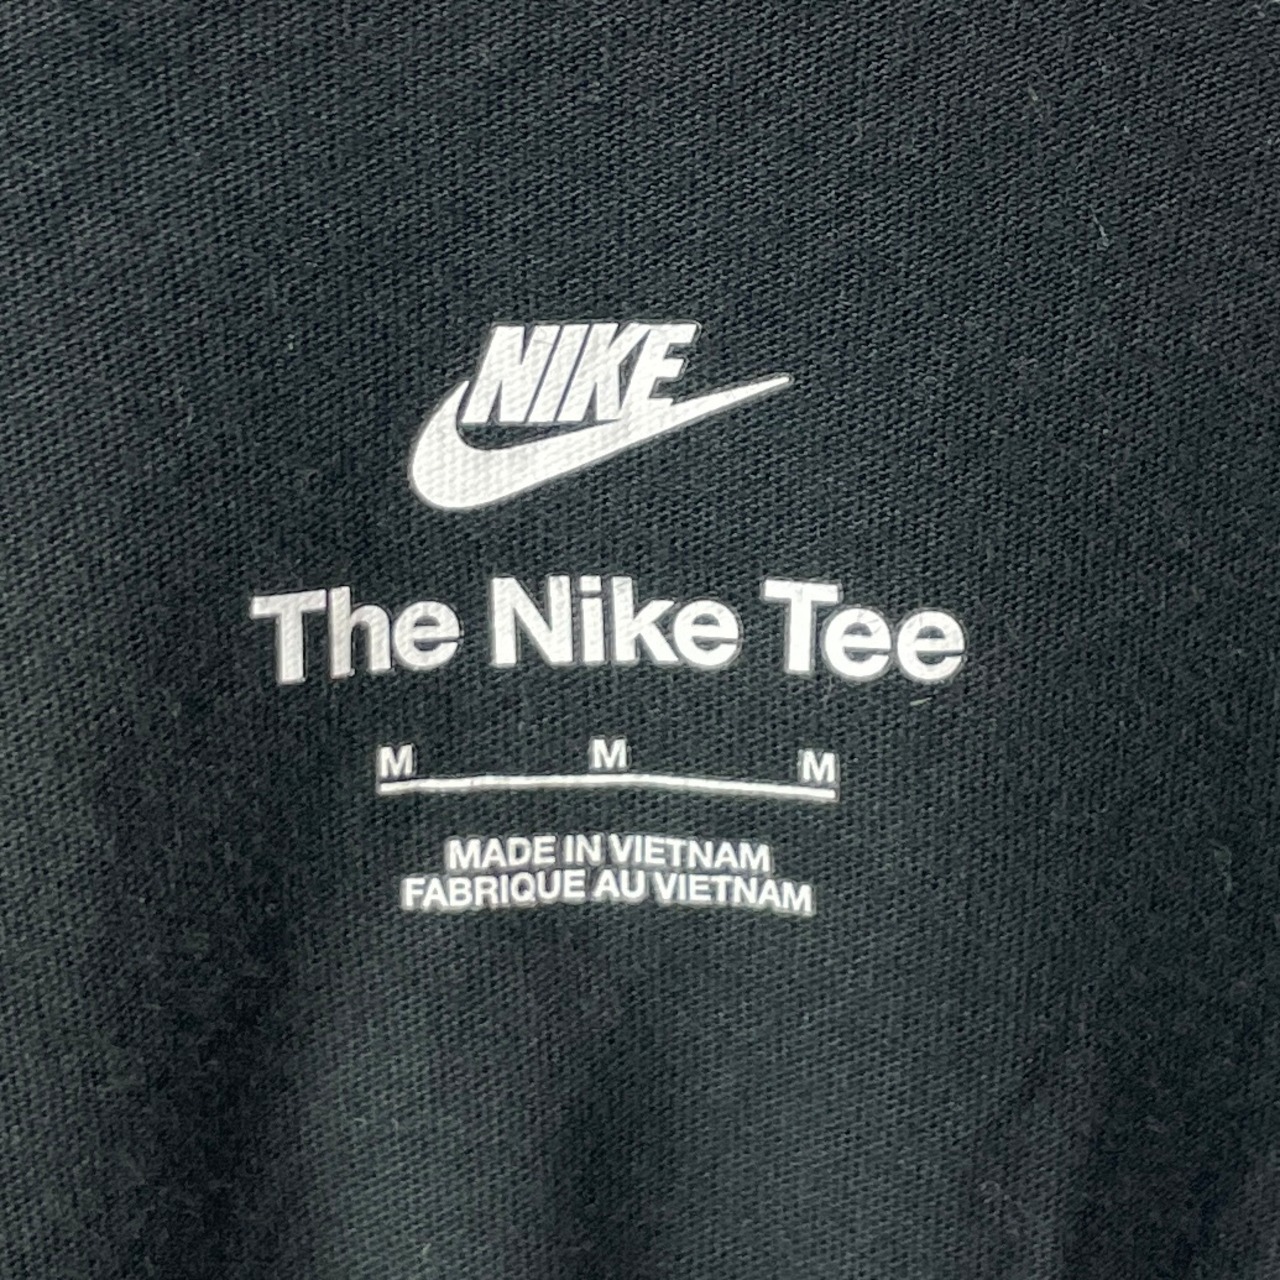 NIKE
The Nike Tee
M M M
MADE IN VIETNAM
FABRIQUE AU VIETNAM